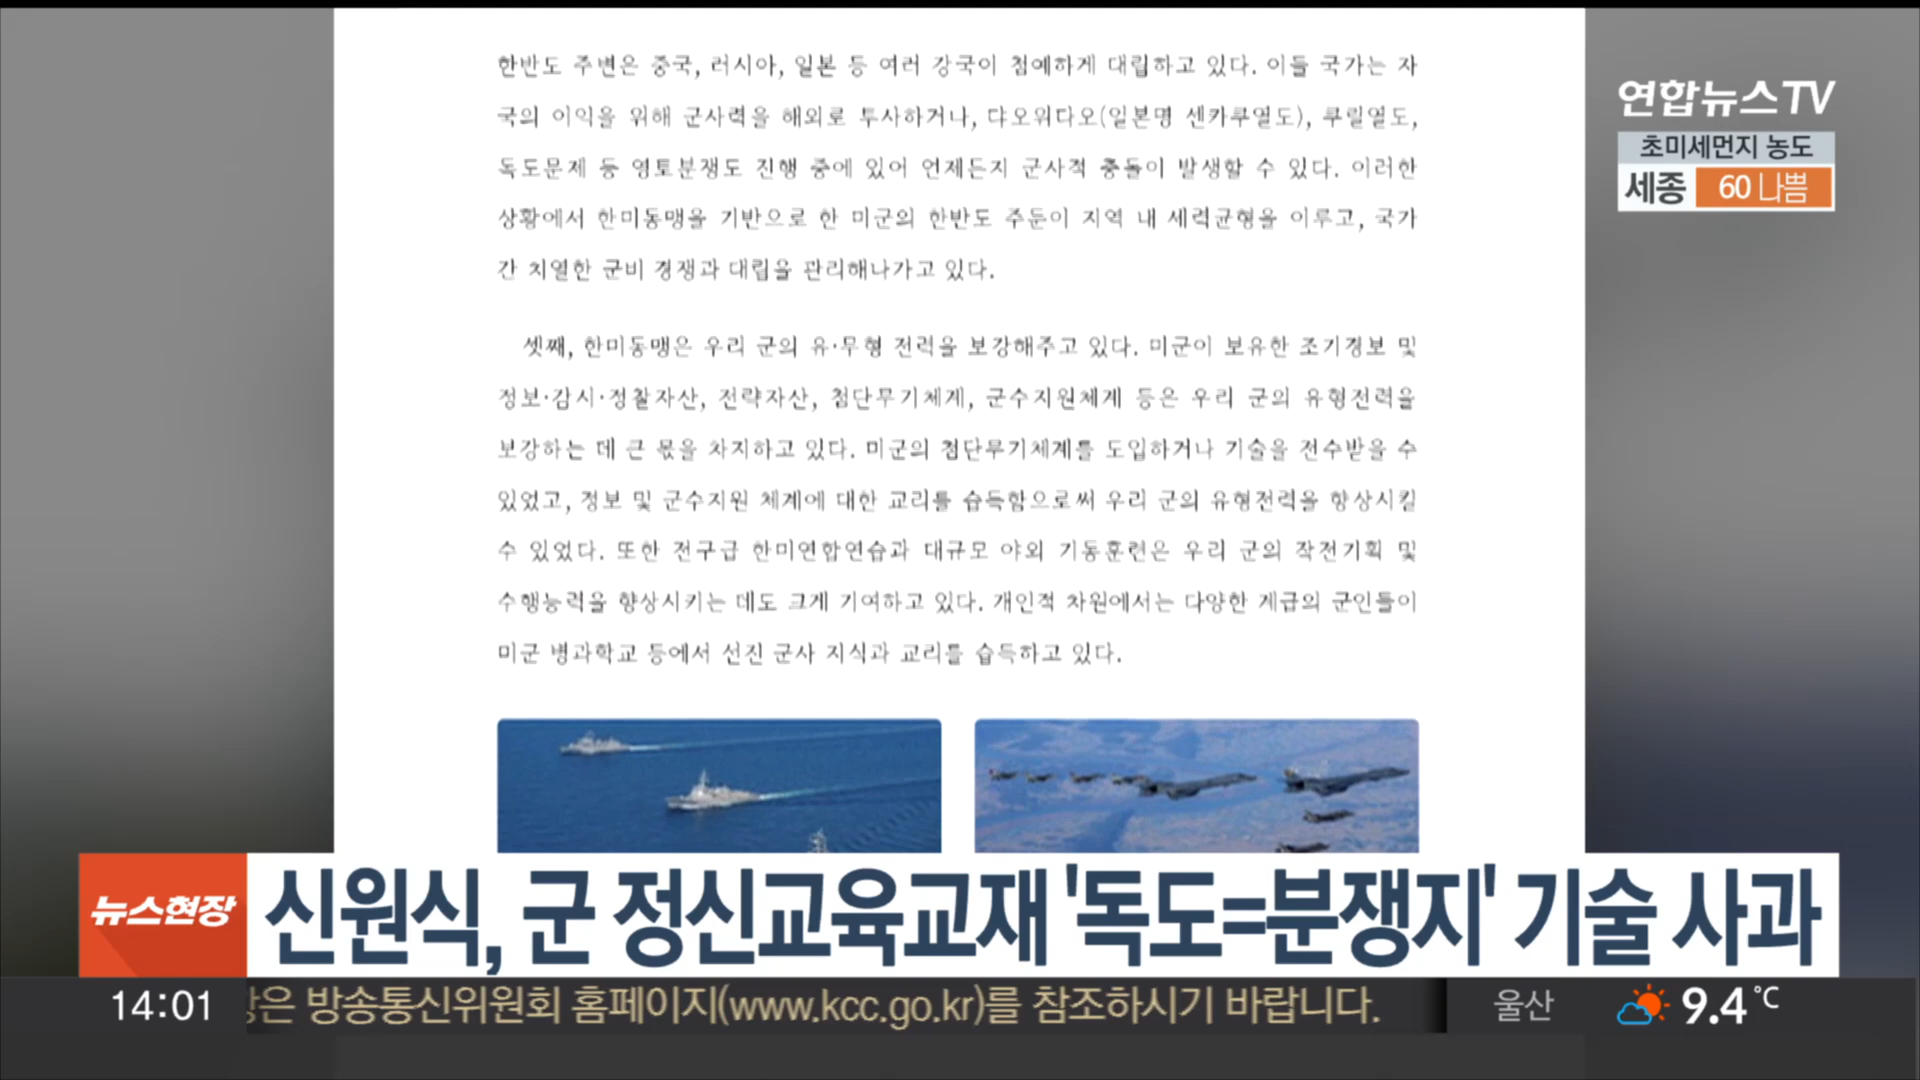 한반도 주변은 중국, 러시아, 일본 등 여러 강국이 첨예하게 대립하고 있다. 이들 국가는 자
국의 이익을 위해 군사력을 해외로 투사하거나, 댜오위다오(일본명 센카쿠열도), 쿠릴열도,
독도문제 등 영토분쟁도 진행 중에 있어 언제든지 군사적 충돌이 발생할 수 있다. 이러한
상황에서 한미동맹을 기반으로 한 미군의 한반도 주둔이 지역 내 세력균형을 이루고, 국가
간 치열한 군비 경쟁과 대립을 관리해나가고 있다.
셋째, 한미동맹은 우리 군의 유·무형 전력을 보강해주고 있다. 미군이 보유한 조기경보 및
정보·감시·정찰자산, 전략자산, 첨단무기체계, 군수지원체계 등은 우리 군의 유형전력을
보강하는 데 큰 몫을 차지하고 있다. 미군의 첨단무기체계를 도입하거나 기술을 전수받을 수
있었고, 정보 및 군수지원 체계에 대한 교리를 습득함으로써 우리 군의 유형전력을 향상시킬
수 있었다. 또한 전구급 한미연합연습과 대규모 야외 기동훈련은 우리 군의 작전기획 및
수행능력을 향상시키는 데도 크게 기여하고 있다. 개인적 차원에서는 다양한 계급의 군인들이
미군 병과학교 등에서 선진 군사 지식과 교리를 습득하고 있다.
연합뉴스TV
초미세먼지 농도
세종 60 나쁨
뉴스현장
신원식, 군 정신교육교재 '독도=분쟁지' 기술 사과
14:01
은 방송통신위원회 홈페이지(www.kcc.go.kr)를 참조하시기 바랍니다.
울산 9.4℃